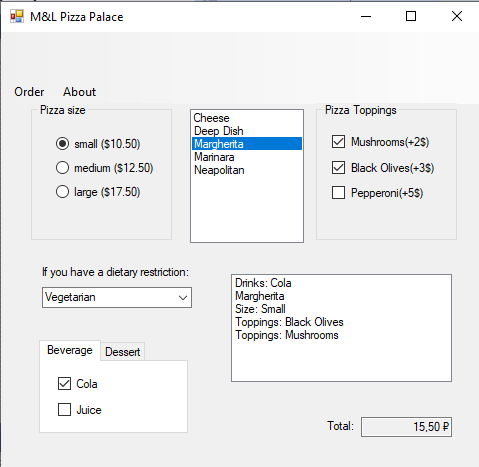 M&L Pizza Palace
Order About
Pizza size
small ($10.50)
medium ($12.50)
large ($17.50)
Cheese
Deep Dish
Margherita
Marinara
Neapolitan
Pizza Toppings
Mushrooms(+2$)
Black Olives(+3$)
Pepperoni(+5$)
If you have a dietary restriction:
Vegetarian
Drinks: Cola
Margherita
Size: Small
Toppings: Black Olives
Toppings: Mushrooms
Beverage Dessert
Cola
Juice
Total: 15,50 ₽